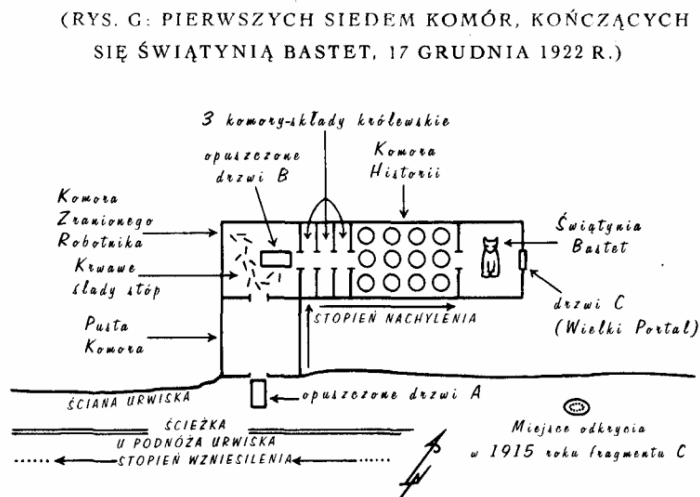 (RYS. G: PIERWSZYCH SIEDEM KOMÓR, KOŃCZĄCYCH
SIĘ ŚWIĄTYNIĄ BASTET, 17 GRUDNIA 1922 R.)
3 komory-składy królewskie
opuszczone
drzwi B
Komora
Historii
Komora
Zranionego
Robotnika
Świątynia
Bastet
Krwawe
ślady stóp
drzwi C
(Wielki Portal)
STOPIEŃ NACHYLENIA
Pusta
Komora
opuszczone drzwi A
ŚCIANA URWISKA
ŚCIEŻKA
U PODNÓŻA URWISKA
STOPIEŃ WZNIESILENIA
Miejsce odkrycia
w 1915 roku fragmentu C
N